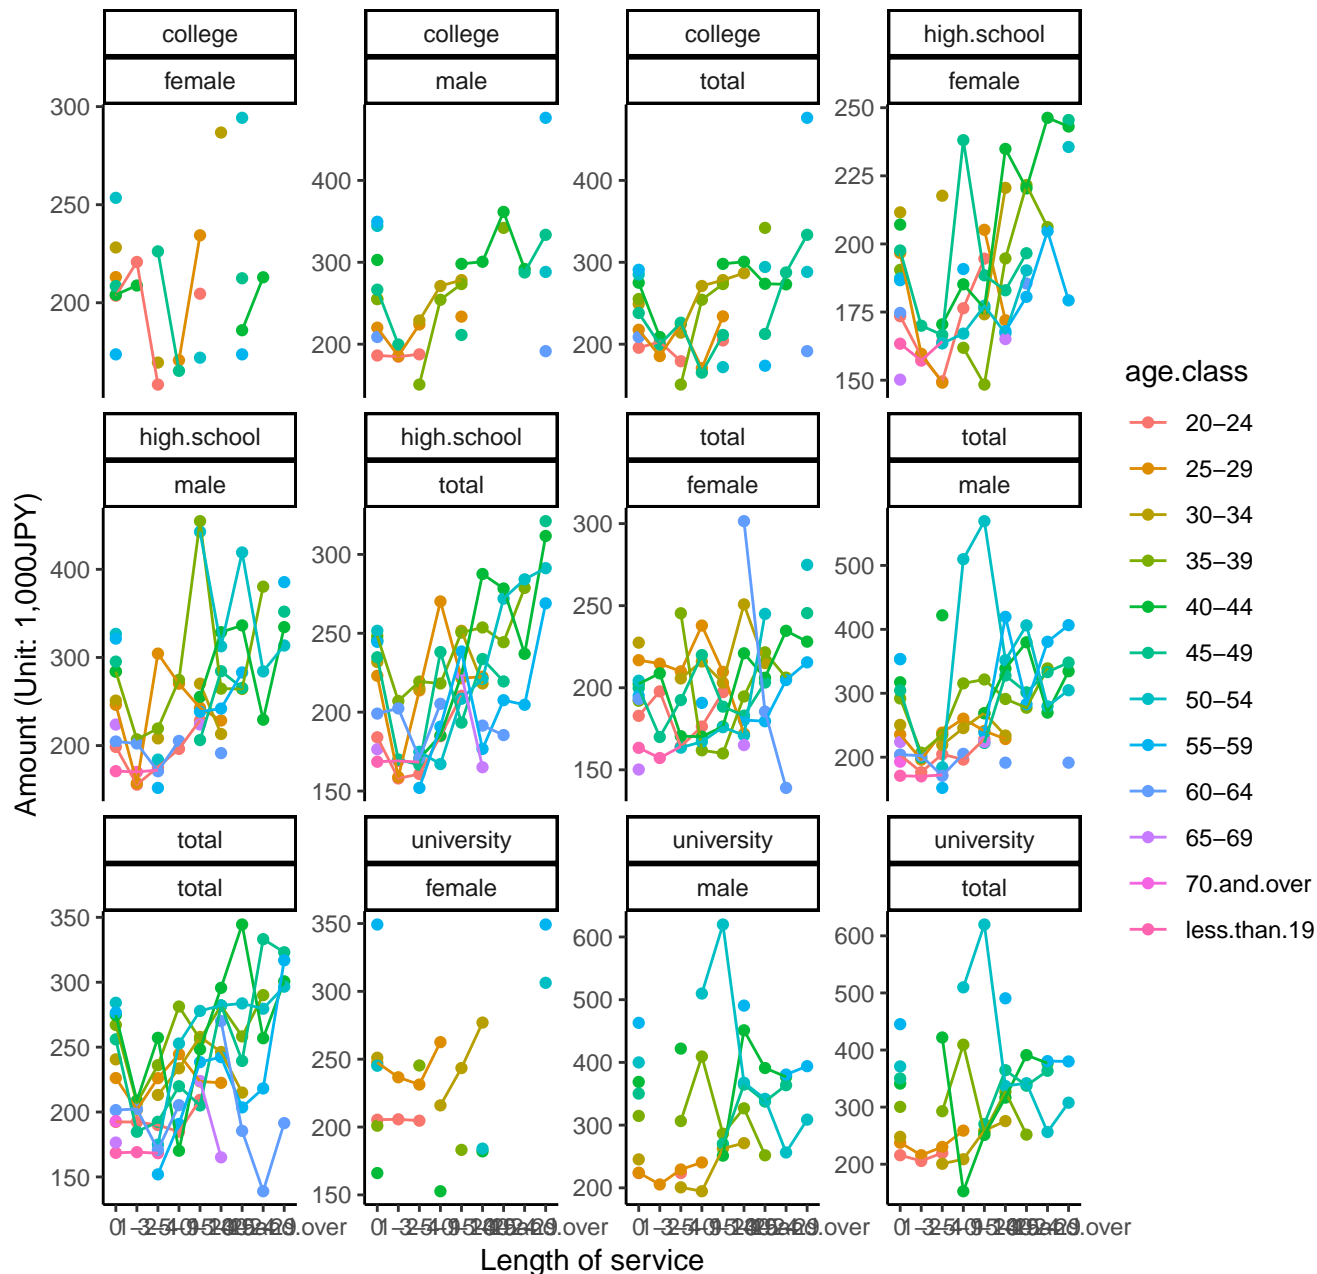 college
college
college
high.school
female
male
total
female
300
250
200
400
300
200
400
300
200
250
225
200
175
150
high.school
high.school
total
total
male
total
female
male
400
300
200
300
250
200
150
300
250
200
150
500
400
300
200
total
university
university
university
total
female
male
total
350
300
250
200
150
350
300
250
200
150
600
500
400
300
200
600
500
400
300
200
Amount (Unit: 1,000JPY)
Length of service
age.class
20−24
25−29
30−34
35−39
40−44
45−49
50−54
55−59
60−64
65−69
70.and.over
less.than.19